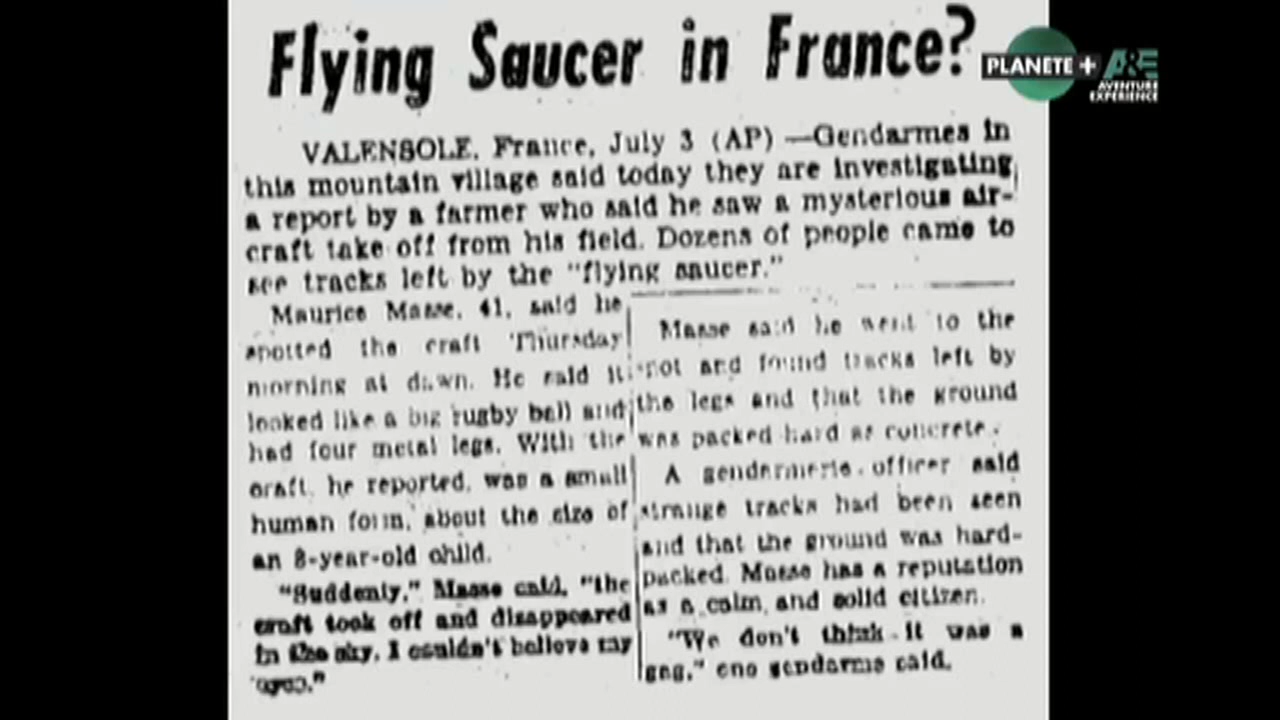 Flying Saucer in France?
PLANETE +
A&E
AVENTURE
EXPERIENCE
VALENSOLE, France, July 3 (AP) —Gendarmes in
this mountain village said today they are investigating
a report by a farmer who said he saw a mysterious air-
craft take off from his field. Dozens of people came to
see tracks left by the "flying saucer."
Maurice Masse, 41, said he
spotted the craft Thursday
morning at dawn. He said it
looked like a big rugby ball and
had four metal legs. With the
craft, he reported, was a small
human form, about the size of
an 8-year-old child.
"Suddenly," Masse said, "the
craft took off and disappeared
in the sky. I couldn't believe my
eyes."
Masse said he went to the
spot and found tracks left by
the legs and that the ground
was packed hard as concrete.
A gendarmerie officer said
strange tracks had been seen
and that the ground was hard-
packed. Masse has a reputation
as a calm and solid citizen.
"We don't think it was a
gag," one gendarme said.